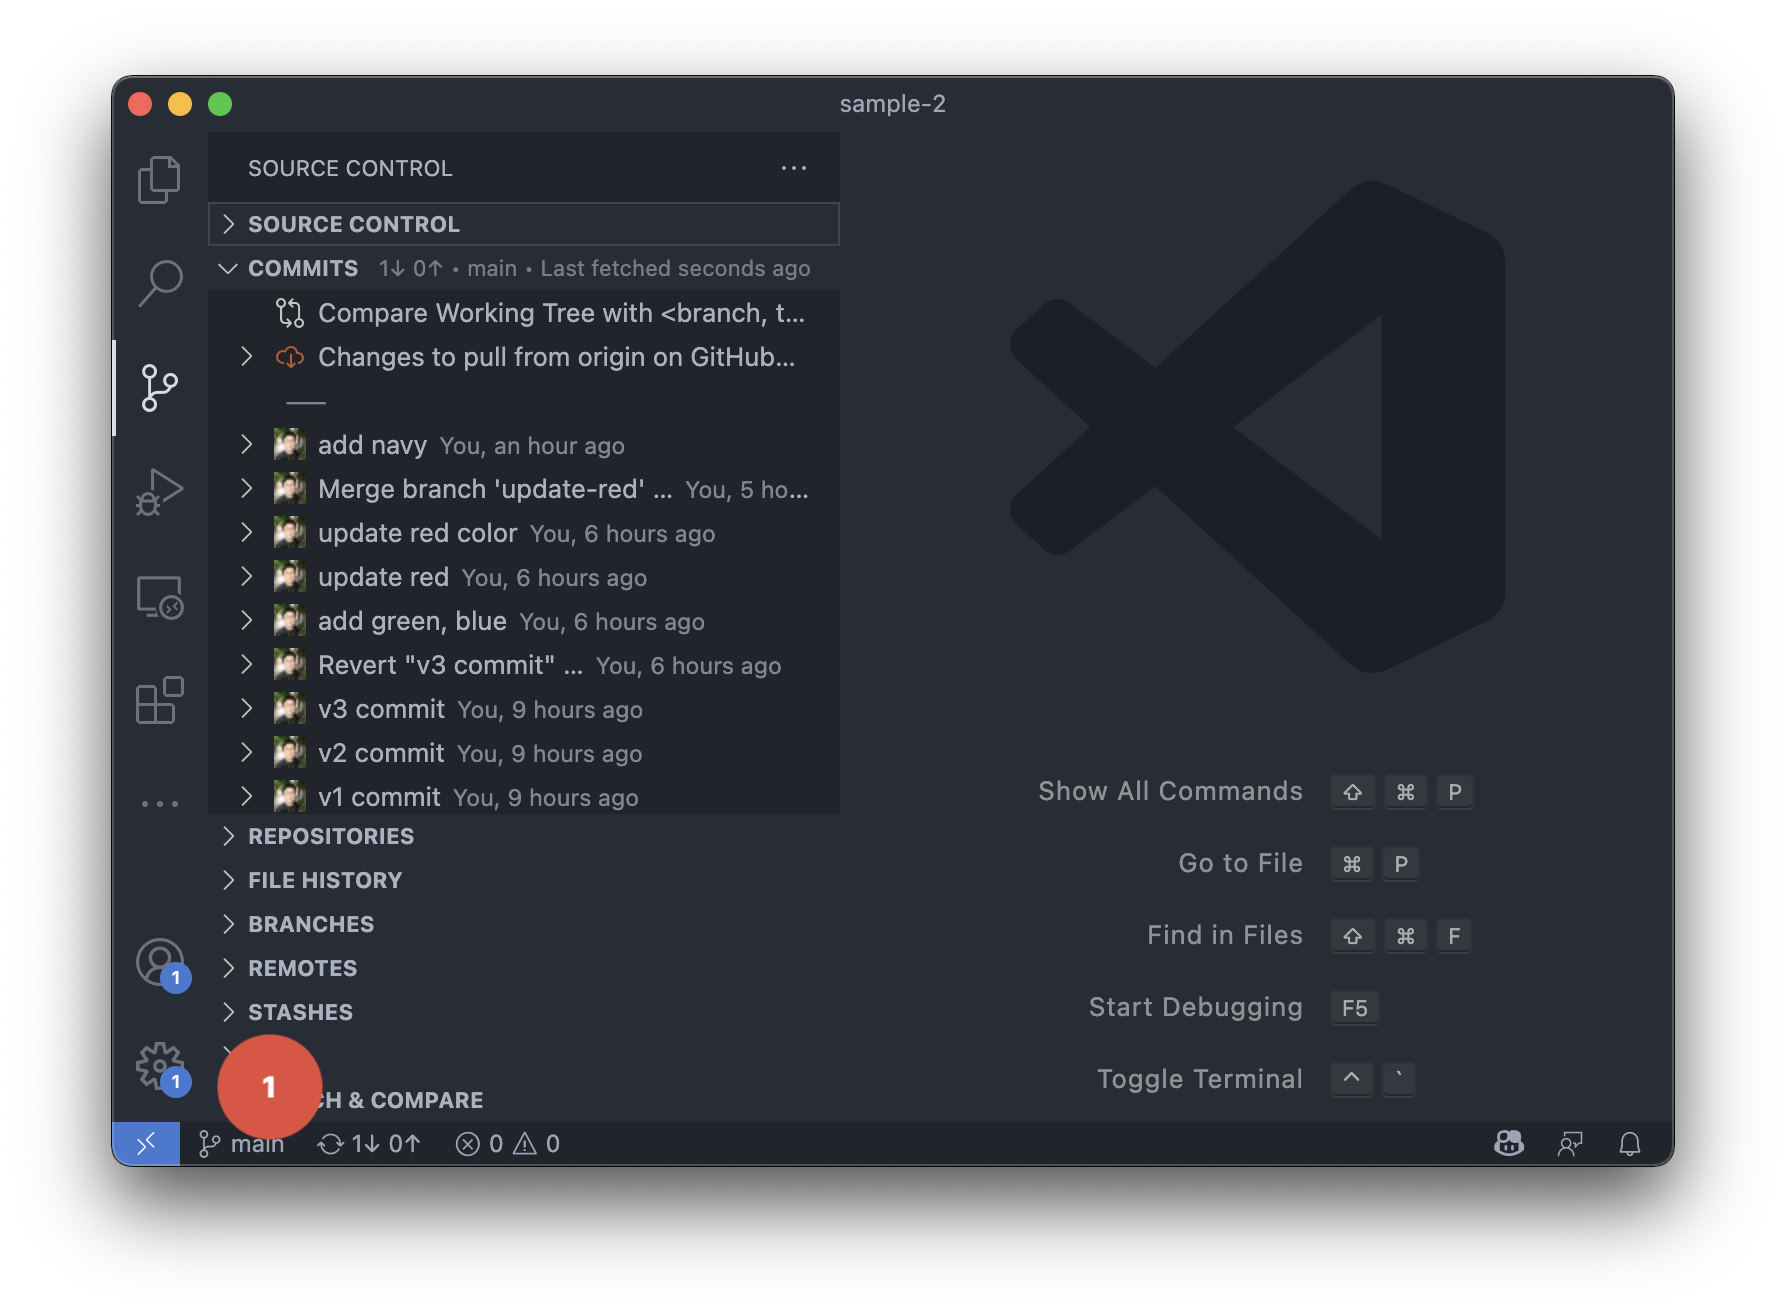 sample-2
SOURCE CONTROL
SOURCE CONTROL
COMMITS 1↓ 0↑ • main • Last fetched seconds ago
Compare Working Tree with <branch, t...
Changes to pull from origin on GitHub...
add navy You, an hour ago
Merge branch 'update-red' ... You, 5 ho...
update red color You, 6 hours ago
update red You, 6 hours ago
add green, blue You, 6 hours ago
Revert "v3 commit" ... You, 6 hours ago
v3 commit You, 9 hours ago
v2 commit You, 9 hours ago
v1 commit You, 9 hours ago
REPOSITORIES
FILE HISTORY
BRANCHES
REMOTES
STASHES
1
CH & COMPARE
1
1
Show All Commands ⇧ ⌘ P
Go to File ⌘ P
Find in Files ⇧ ⌘ F
Start Debugging F5
Toggle Terminal ^ `
main 1↓ 0↑ 0 0